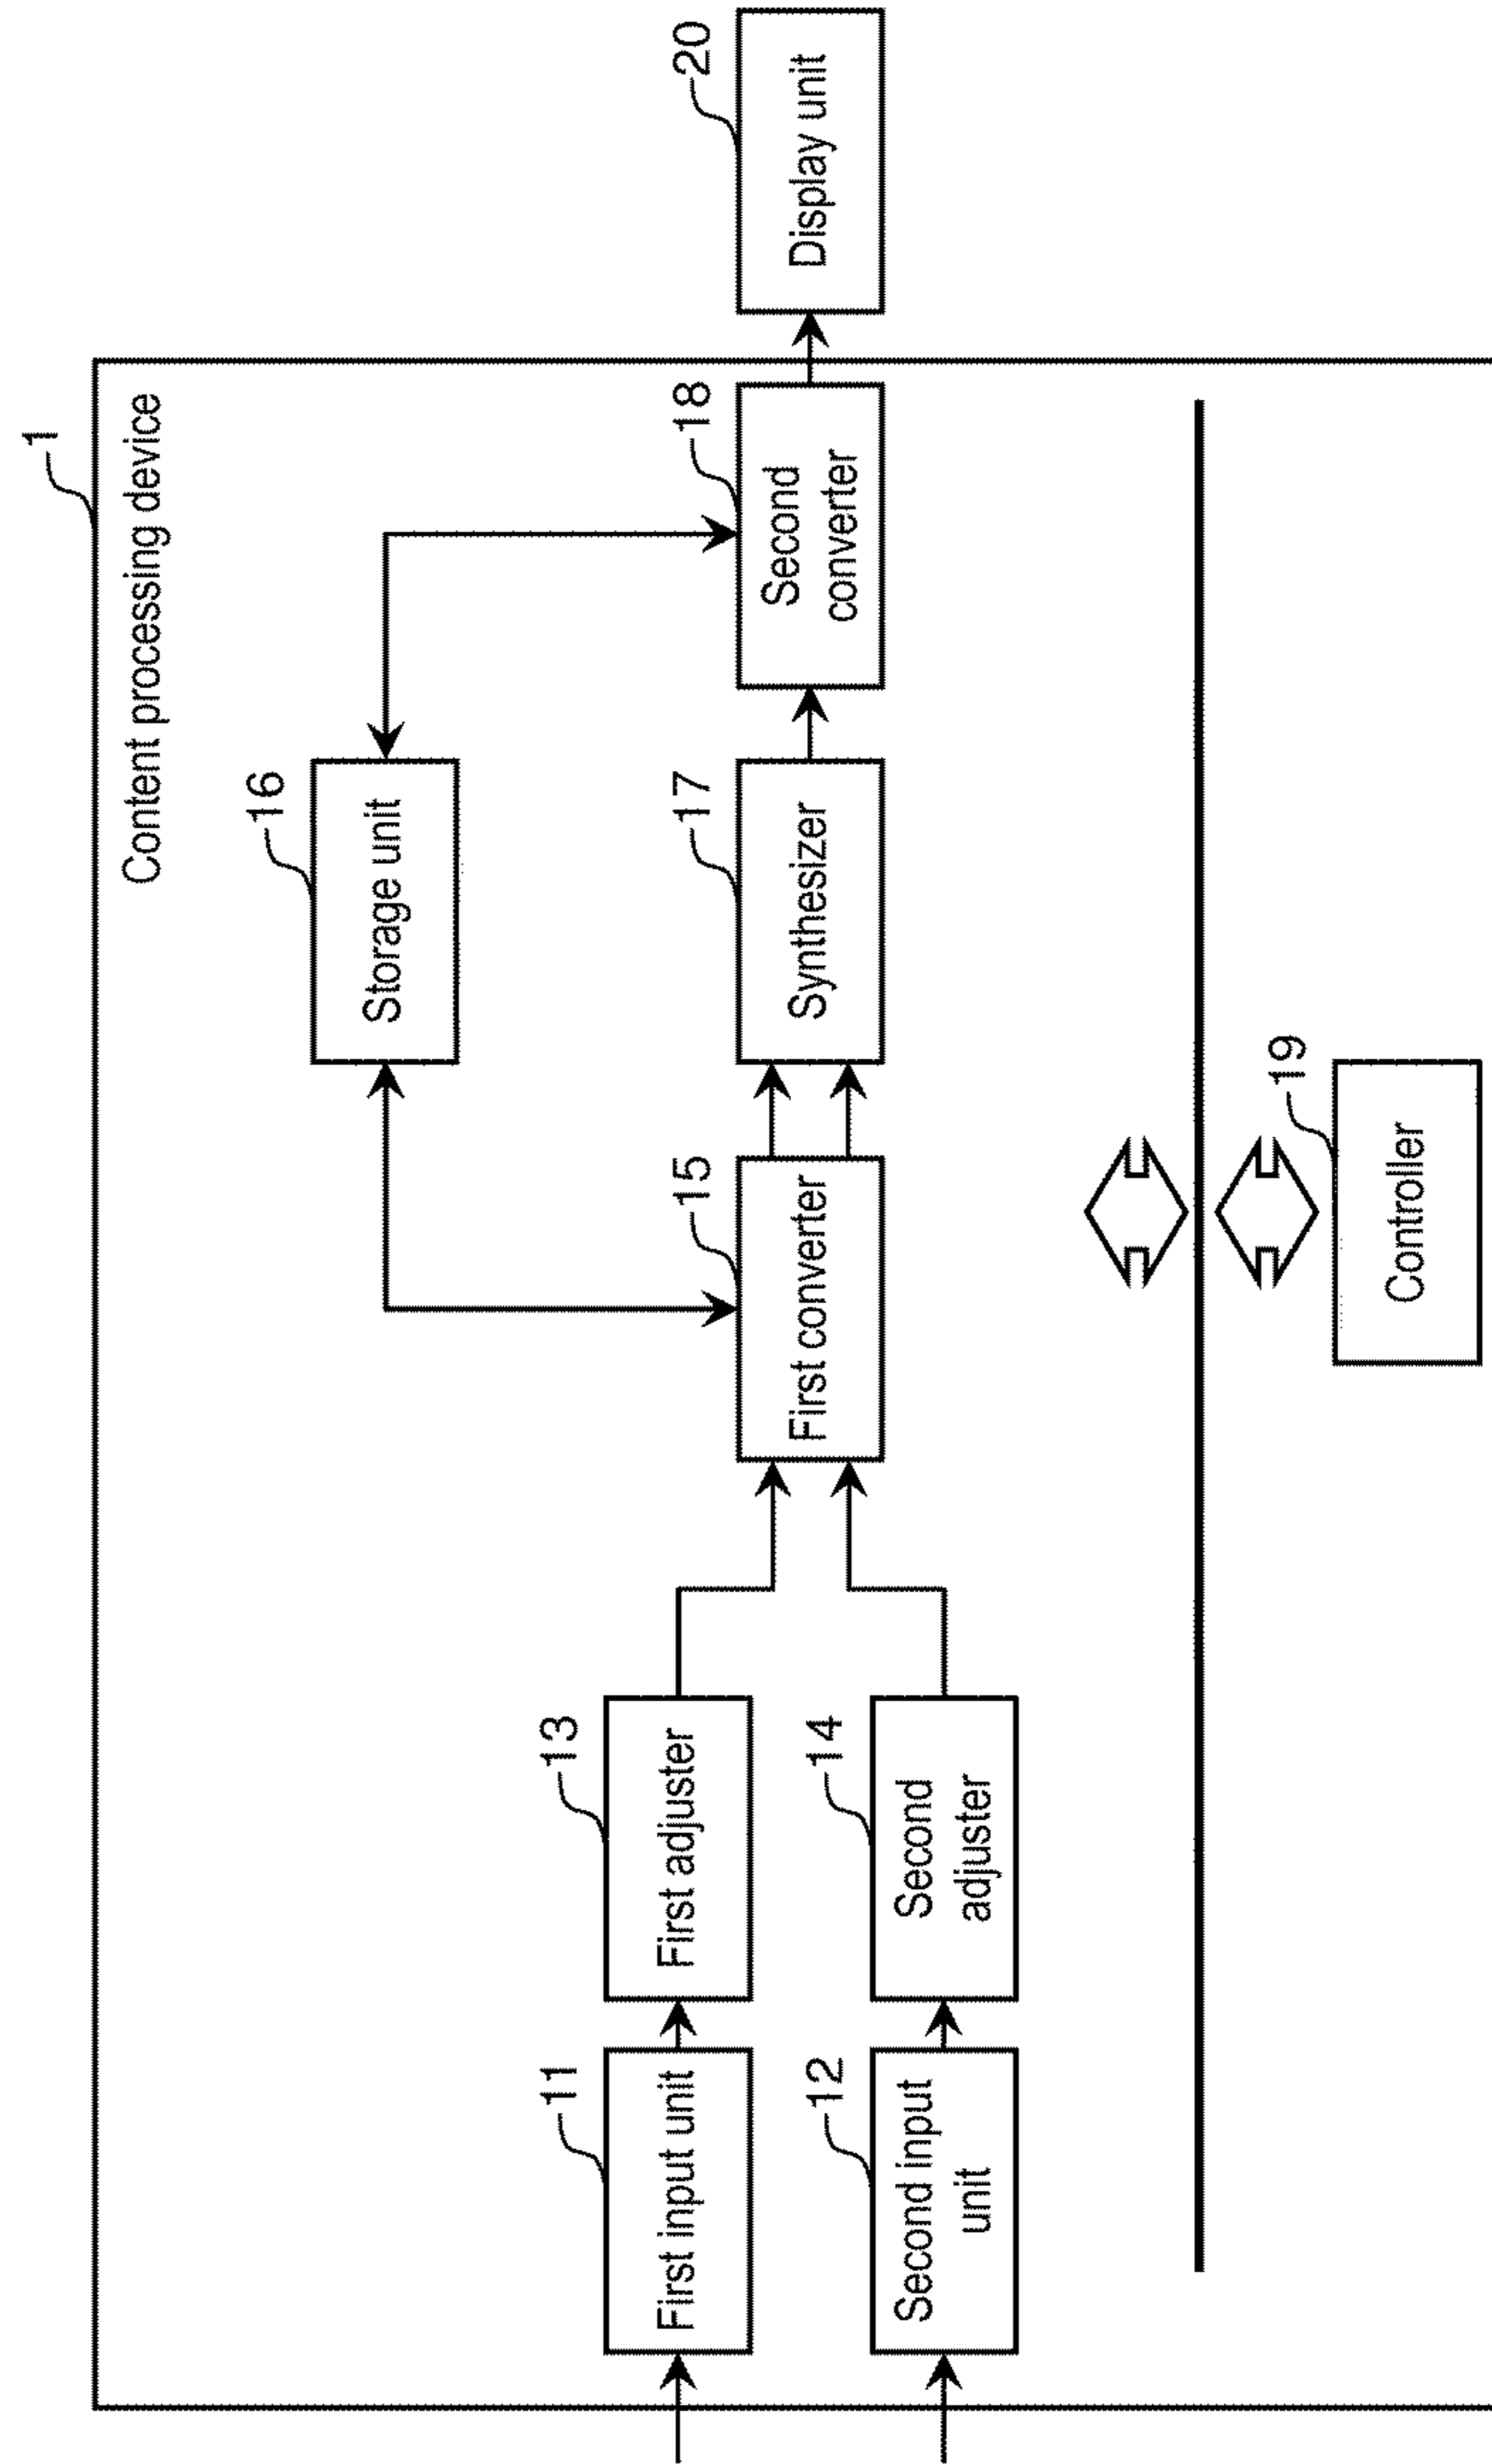 1
Content processing device
16
Storage unit
11
First input unit
13
First adjuster
15
First converter
17
Synthesizer
18
Second
converter
20
Display unit
12
Second input
unit
14
Second
adjuster
19
Controller